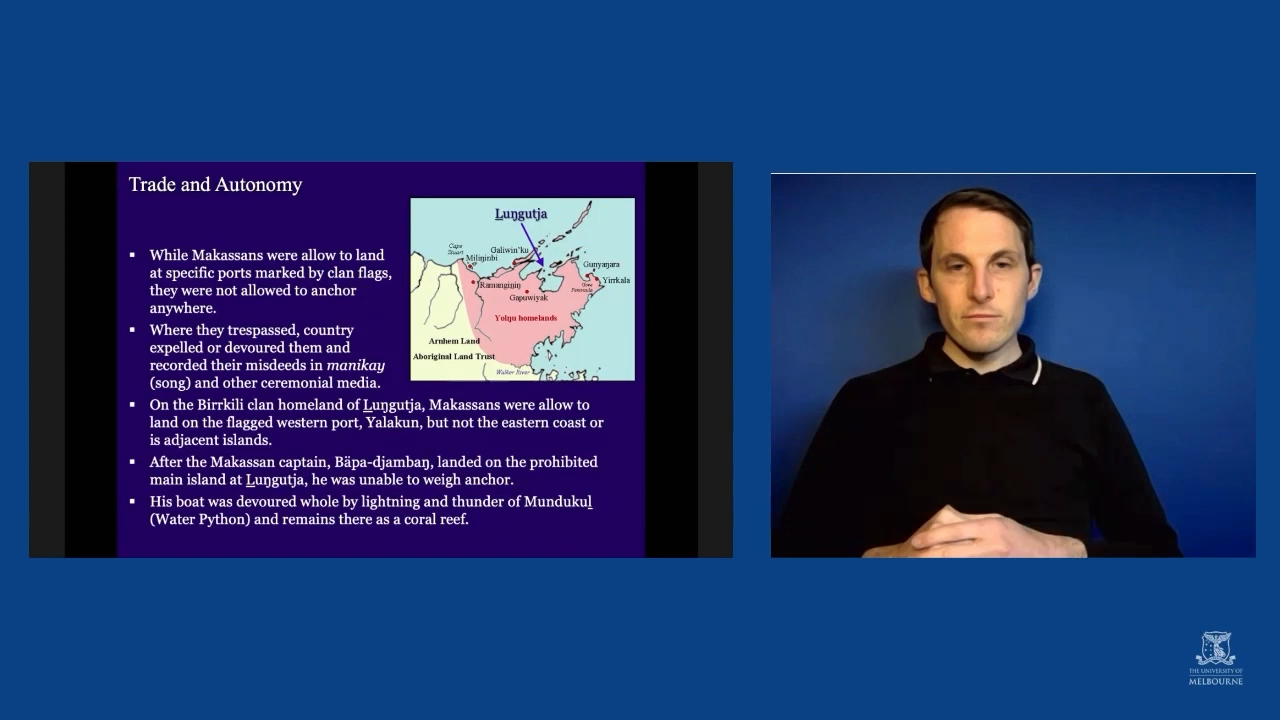 Trade and Autonomy
▪ While Makassans were allow to land
at specific ports marked by clan flags,
they were not allowed to anchor
anywhere.
▪ Where they trespassed, country
expelled or devoured them and
recorded their misdeeds in manikay
(song) and other ceremonial media.
▪ On the Birrkili clan homeland of Luŋgutja, Makassans were allow to
land on the flagged western port, Yalakun, but not the eastern coast or
is adjacent islands.
▪ After the Makassan captain, Bäpa-djambaŋ, landed on the prohibited
main island at Luŋgutja, he was unable to weigh anchor.
▪ His boat was devoured whole by lightning and thunder of Mundukuḻ
(Water Python) and remains there as a coral reef.
Luŋgutja
Cape
Stuart
Galiwin'ku
Miliŋinbi
Gunyaŋara
Ramangiŋiŋ
Yirrkala
Gove
Peninsula
Gapuwiyak
Yolŋu homelands
Arnhem Land
Aboriginal Land Trust
Walker River
THE UNIVERSITY OF
MELBOURNE